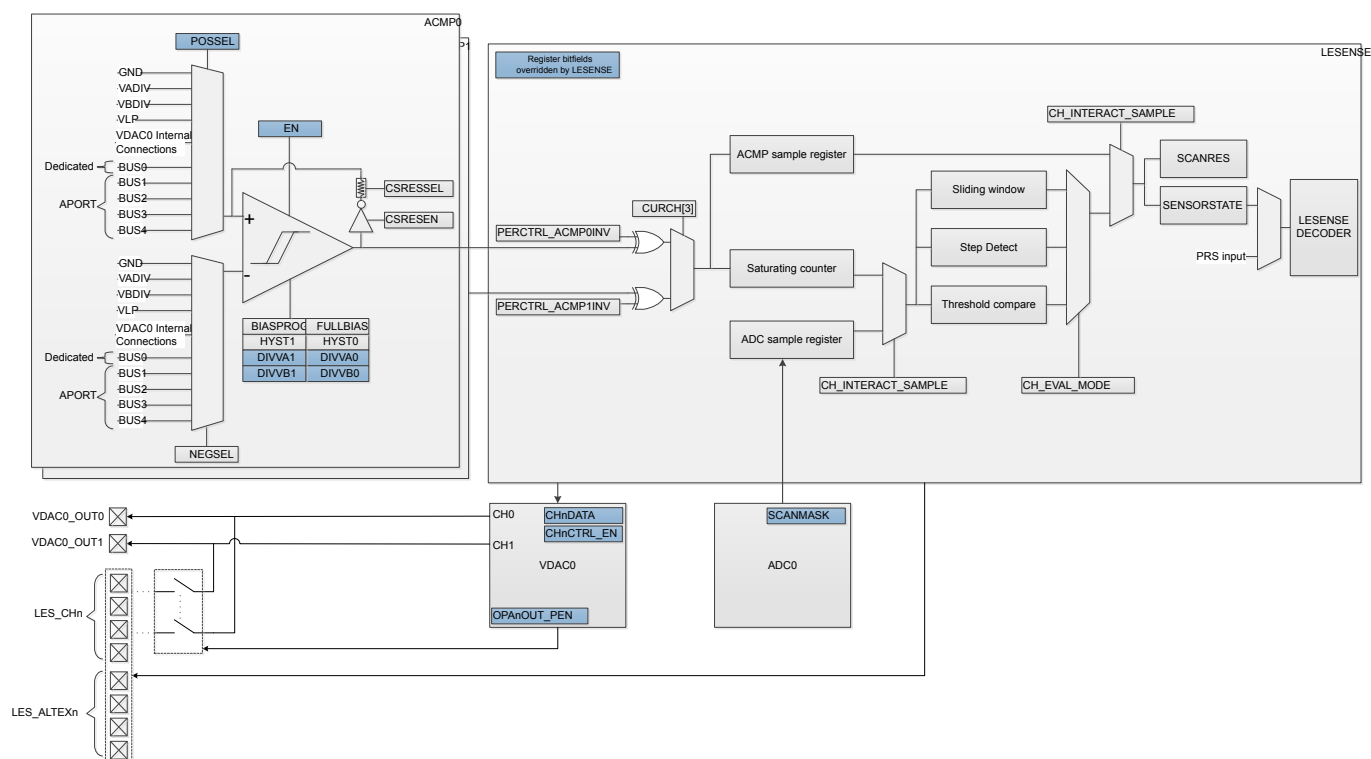 ACMP0
P1
POSSEL
GND
VADIV
VBDIV
VLP
VDAC0 Internal
Connections
Dedicated
BUS0
BUS1
BUS2
APORT
BUS3
BUS4
EN
CSRESSEL
CSRESEN
+
-
GND
VADIV
VBDIV
VLP
VDAC0 Internal
Connections
Dedicated
BUS0
BUS1
BUS2
APORT
BUS3
BUS4
NEGSEL
BIASPROG FULLBIAS
HYST1 HYST0
DIVVA1 DIVVA0
DIVVB1 DIVVB0
LESENSE
Register bitfields
overridden by LESENSE
PERCTRL_ACMP0INV
PERCTRL_ACMP1INV
CURCH[3]
ACMP sample register
Saturating counter
ADC sample register
CH_INTERACT_SAMPLE
Sliding window
Step Detect
Threshold compare
CH_EVAL_MODE
CH_INTERACT_SAMPLE
SCANRES
SENSORSTATE
PRS input
LESENSE
DECODER
VDAC0_OUT0
VDAC0_OUT1
LES_CHn
LES_ALTEXn
CH0
CH1
CHnDATA
CHnCTRL_EN
VDAC0
OPAnOUT_PEN
SCANMASK
ADC0